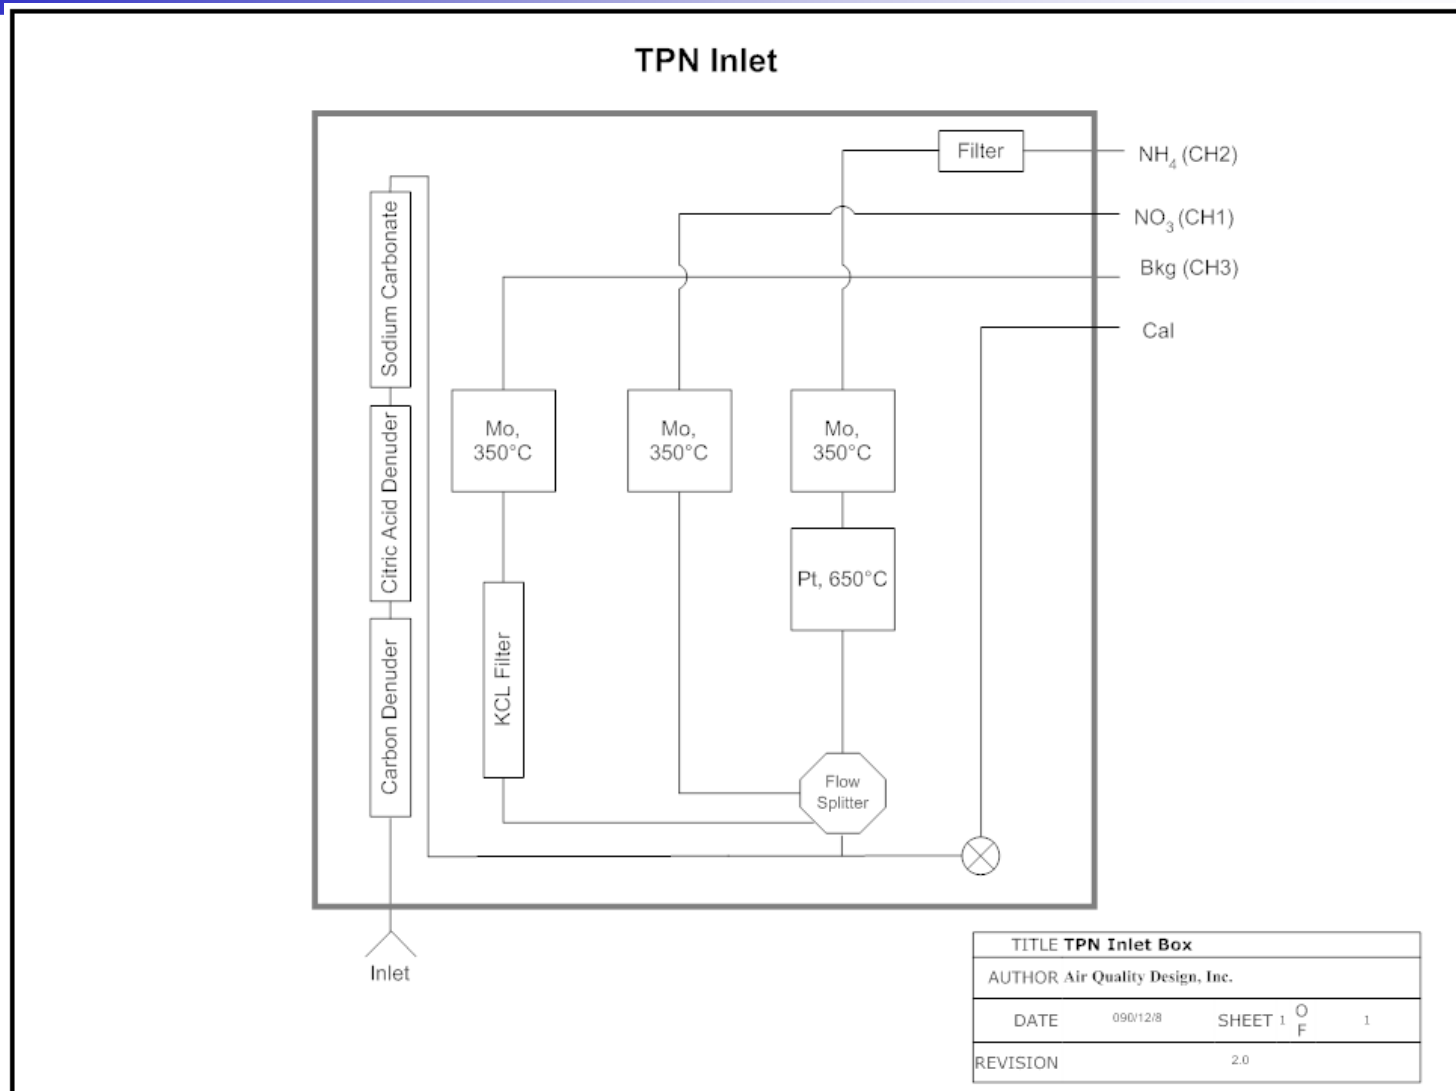 TPN Inlet
Filter
NH₄ (CH2)
NO₃ (CH1)
Bkg (CH3)
Cal
Sodium Carbonate
Citric Acid Denuder
Carbon Denuder
Mo,
350°C
Mo,
350°C
Mo,
350°C
Pt, 650°C
KCL Filter
Flow
Splitter
Inlet
TITLE TPN Inlet Box
AUTHOR Air Quality Design, Inc.
DATE 090/12/8 SHEET 1 OF 1
REVISION 2.0